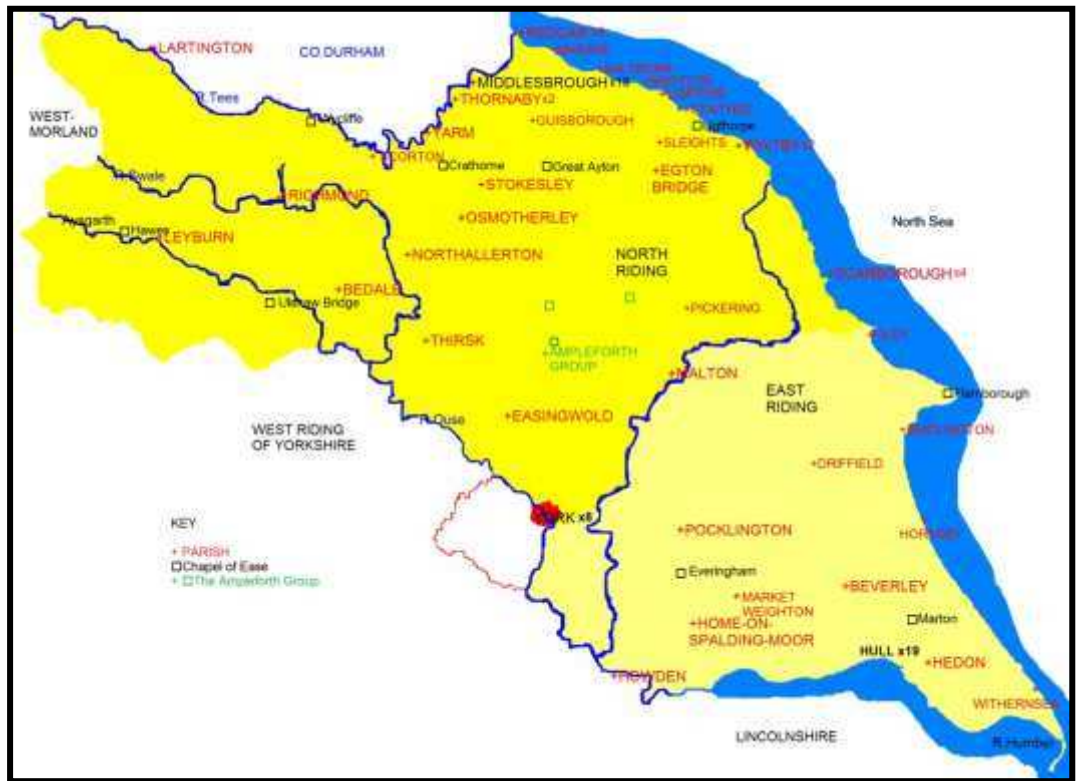 +LARTINGTON
CO.DURHAM
R.Tees
+MIDDLESBROUGH x18
+THORNABY x2
WEST-
MORLAND
+GUISBOROUGH
+YARM
+SLEIGHTS
Crathorne
Great Ayton
+EGTON
BRIDGE
+STOKESLEY
R.Swale
+RICHMOND
+OSMOTHERLEY
Aysgarth
Hawes
+LEYBURN
North Sea
+NORTHALLERTON
NORTH
RIDING
+SCARBOROUGH x4
+BEDALE
Ulshaw Bridge
+PICKERING
+THIRSK
+AMPLEFORTH
GROUP
+MALTON
EAST
RIDING
R.Ouse
+EASINGWOLD
WEST RIDING
OF YORKSHIRE
+DRIFFIELD
KEY
+ PARISH
Chapel of Ease
+ The Ampleforth Group
+POCKLINGTON
Everingham
+MARKET
WEIGHTON
+BEVERLEY
+HOME-ON-
SPALDING-MOOR
Marton
HULL x19
+HEDON
+HOWDEN
WITHERNSEA
LINCOLNSHIRE
R.Humber